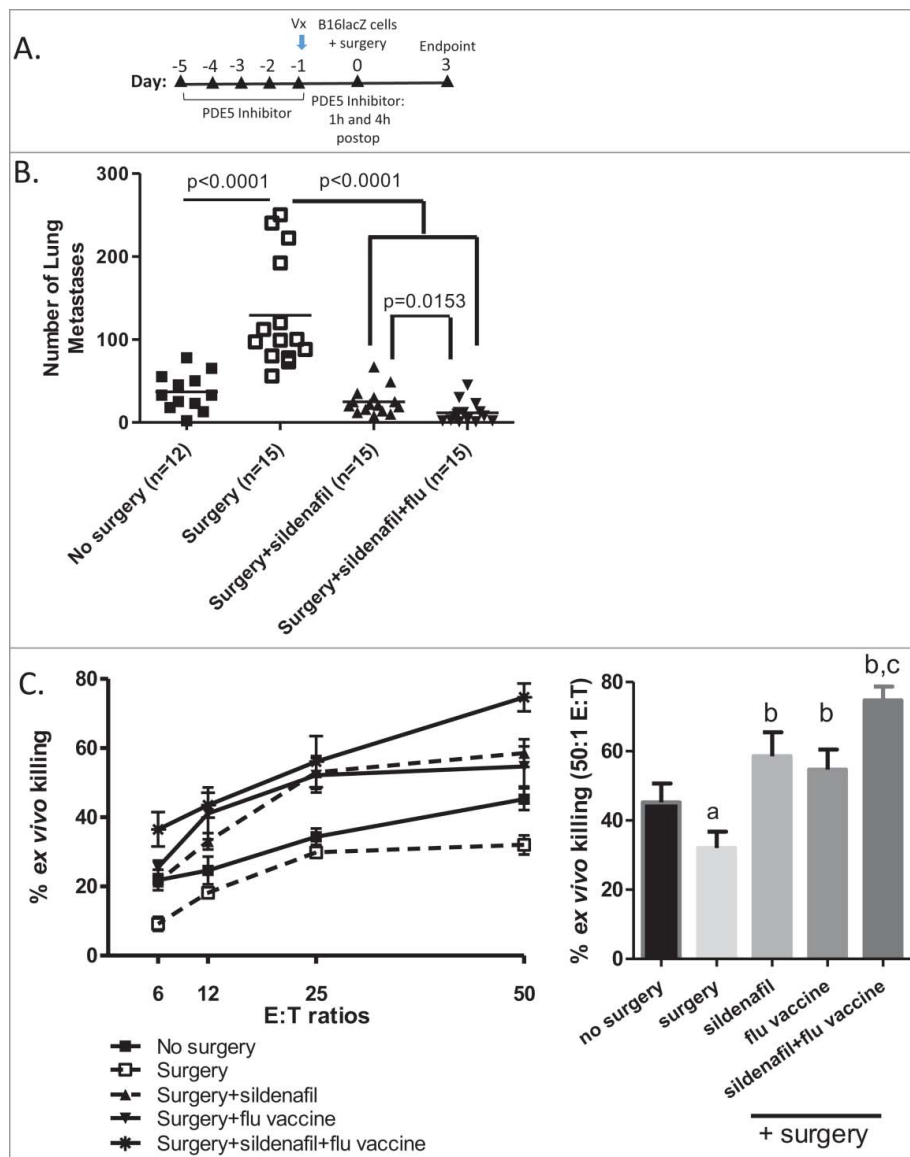 A.
Vx
B16lacZ cells
+ surgery
Endpoint
Day: -5 -4 -3 -2 -1 0 3
PDE5 Inhibitor
PDE5 Inhibitor:
1h and 4h
postop
B.
Number of Lung
Metastases
300
200
100
0
p<0.0001
p<0.0001
p=0.0153
No surgery (n=12)
Surgery (n=15)
Surgery+sildenafil (n=15)
Surgery+sildenafil+flu (n=15)
C.
% ex vivo killing
80
60
40
20
0
6 12 25 50
E:T ratios
No surgery
Surgery
Surgery+sildenafil
Surgery+flu vaccine
Surgery+sildenafil+flu vaccine
% ex vivo killing (50:1 E:T)
80
60
40
20
0
a
b
b
b,c
no surgery
surgery
sildenafil
flu vaccine
sildenafil+flu vaccine
+ surgery